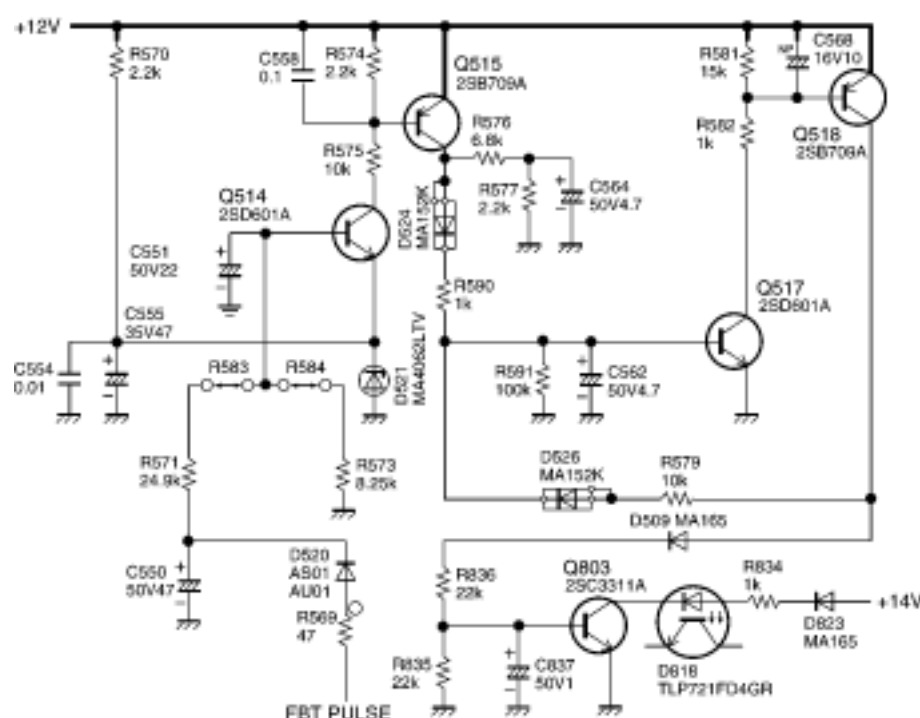 +12V
R570
2.2k
C558
0.1
R574
2.2k
Q515
2SB709A
R581
15k
NP
C568
16V10
R582
1k
Q518
2SB709A
R575
10k
R576
6.8k
R577
2.2k
C564
50V4.7
D524
MA152K
Q514
2SD601A
C551
50V22
R590
1k
Q517
2SD601A
C555
35V47
C554
0.01
R583
R584
D521
MA4062LTV
R591
100k
C562
50V4.7
R571
24.9k
R573
8.25k
D526
MA152K
R579
10k
D509 MA165
C550
50V47
D520
AS01
AU01
R569
47
R836
22k
Q803
2SC3311A
R834
1k
+14V
D823
MA165
R835
22k
C837
50V1
D818
TLP721FD4GR
FBT PULSE